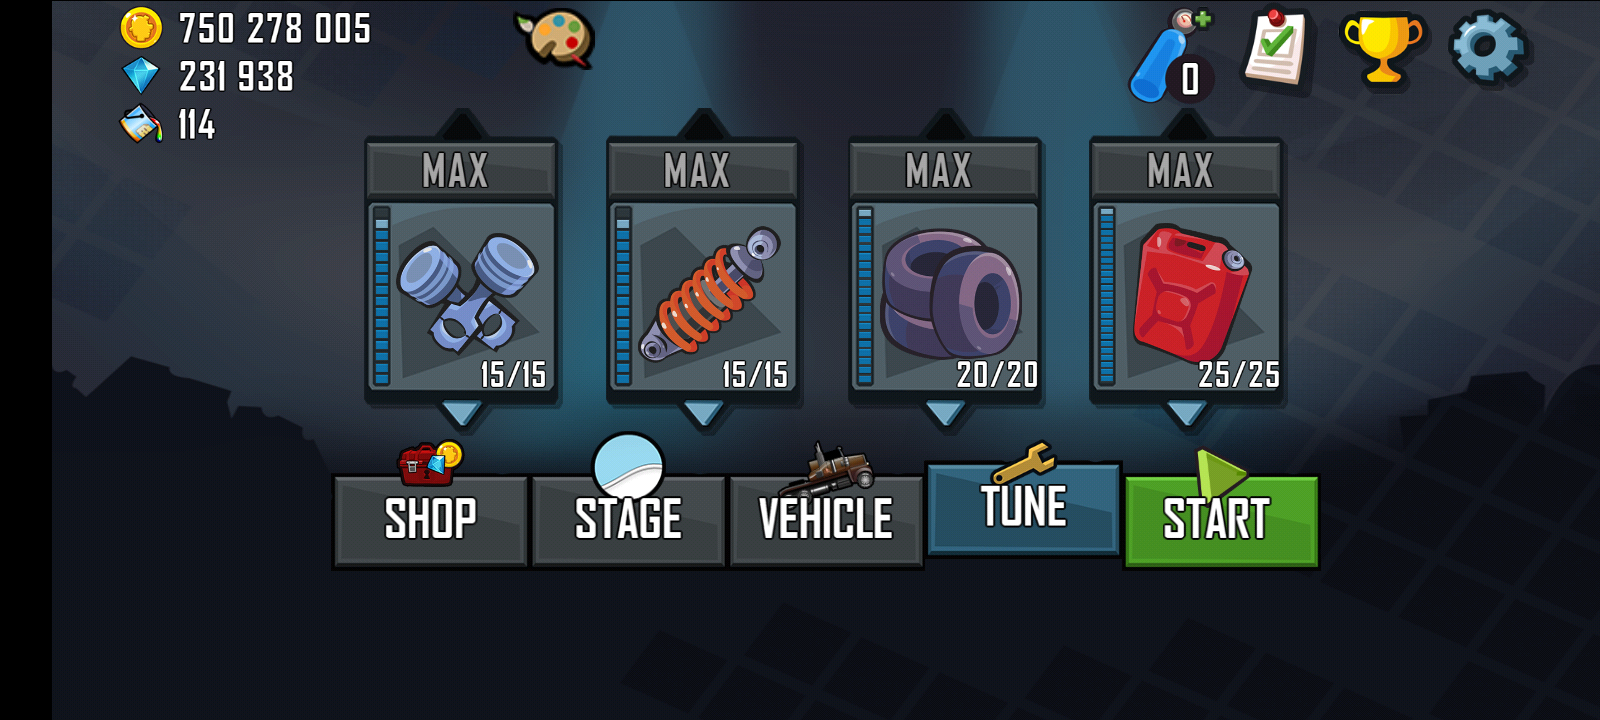 750 278 005
231 938
114
0
MAX
MAX
MAX
MAX
15/15
15/15
20/20
25/25
SHOP
STAGE
VEHICLE
TUNE
START